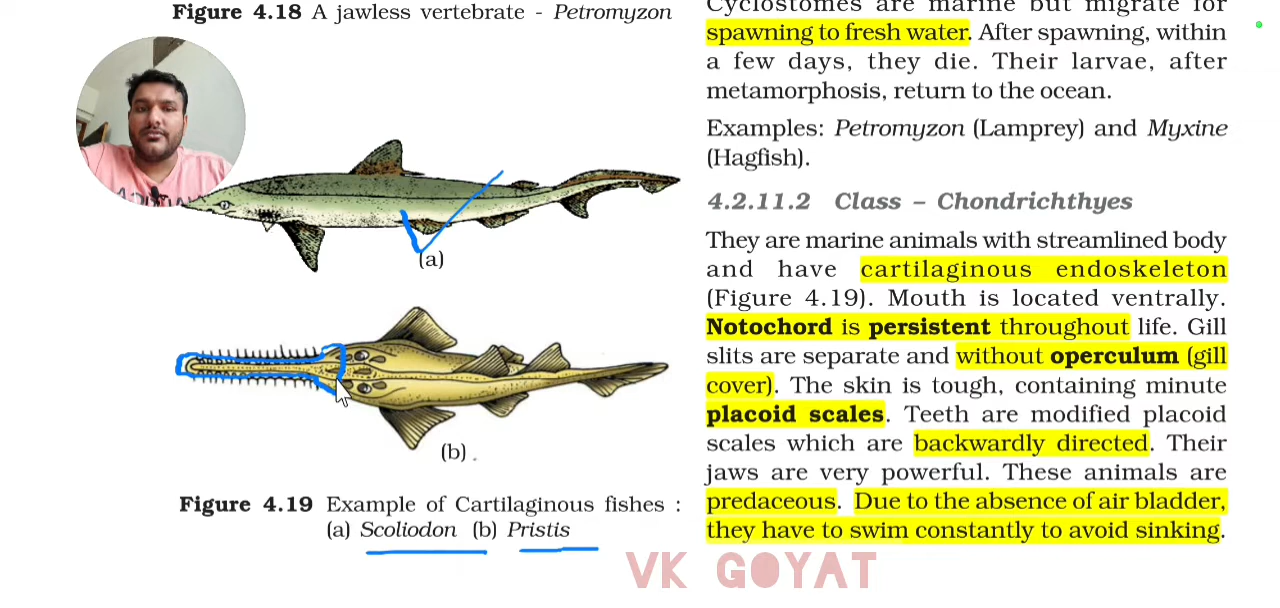 Figure 4.18 A jawless vertebrate - Petromyzon
(a)
(b) .
Figure 4.19 Example of Cartilaginous fishes :
(a) Scoliodon (b) Pristis
Cyclostomes are marine but migrate for
spawning to fresh water. After spawning, within
a few days, they die. Their larvae, after
metamorphosis, return to the ocean.
Examples: Petromyzon (Lamprey) and Myxine
(Hagfish).
4.2.11.2 Class – Chondrichthyes
They are marine animals with streamlined body
and have cartilaginous endoskeleton
(Figure 4.19). Mouth is located ventrally.
Notochord is persistent throughout life. Gill
slits are separate and without operculum (gill
cover). The skin is tough, containing minute
placoid scales. Teeth are modified placoid
scales which are backwardly directed. Their
jaws are very powerful. These animals are
predaceous. Due to the absence of air bladder,
they have to swim constantly to avoid sinking.
VK GOYAT